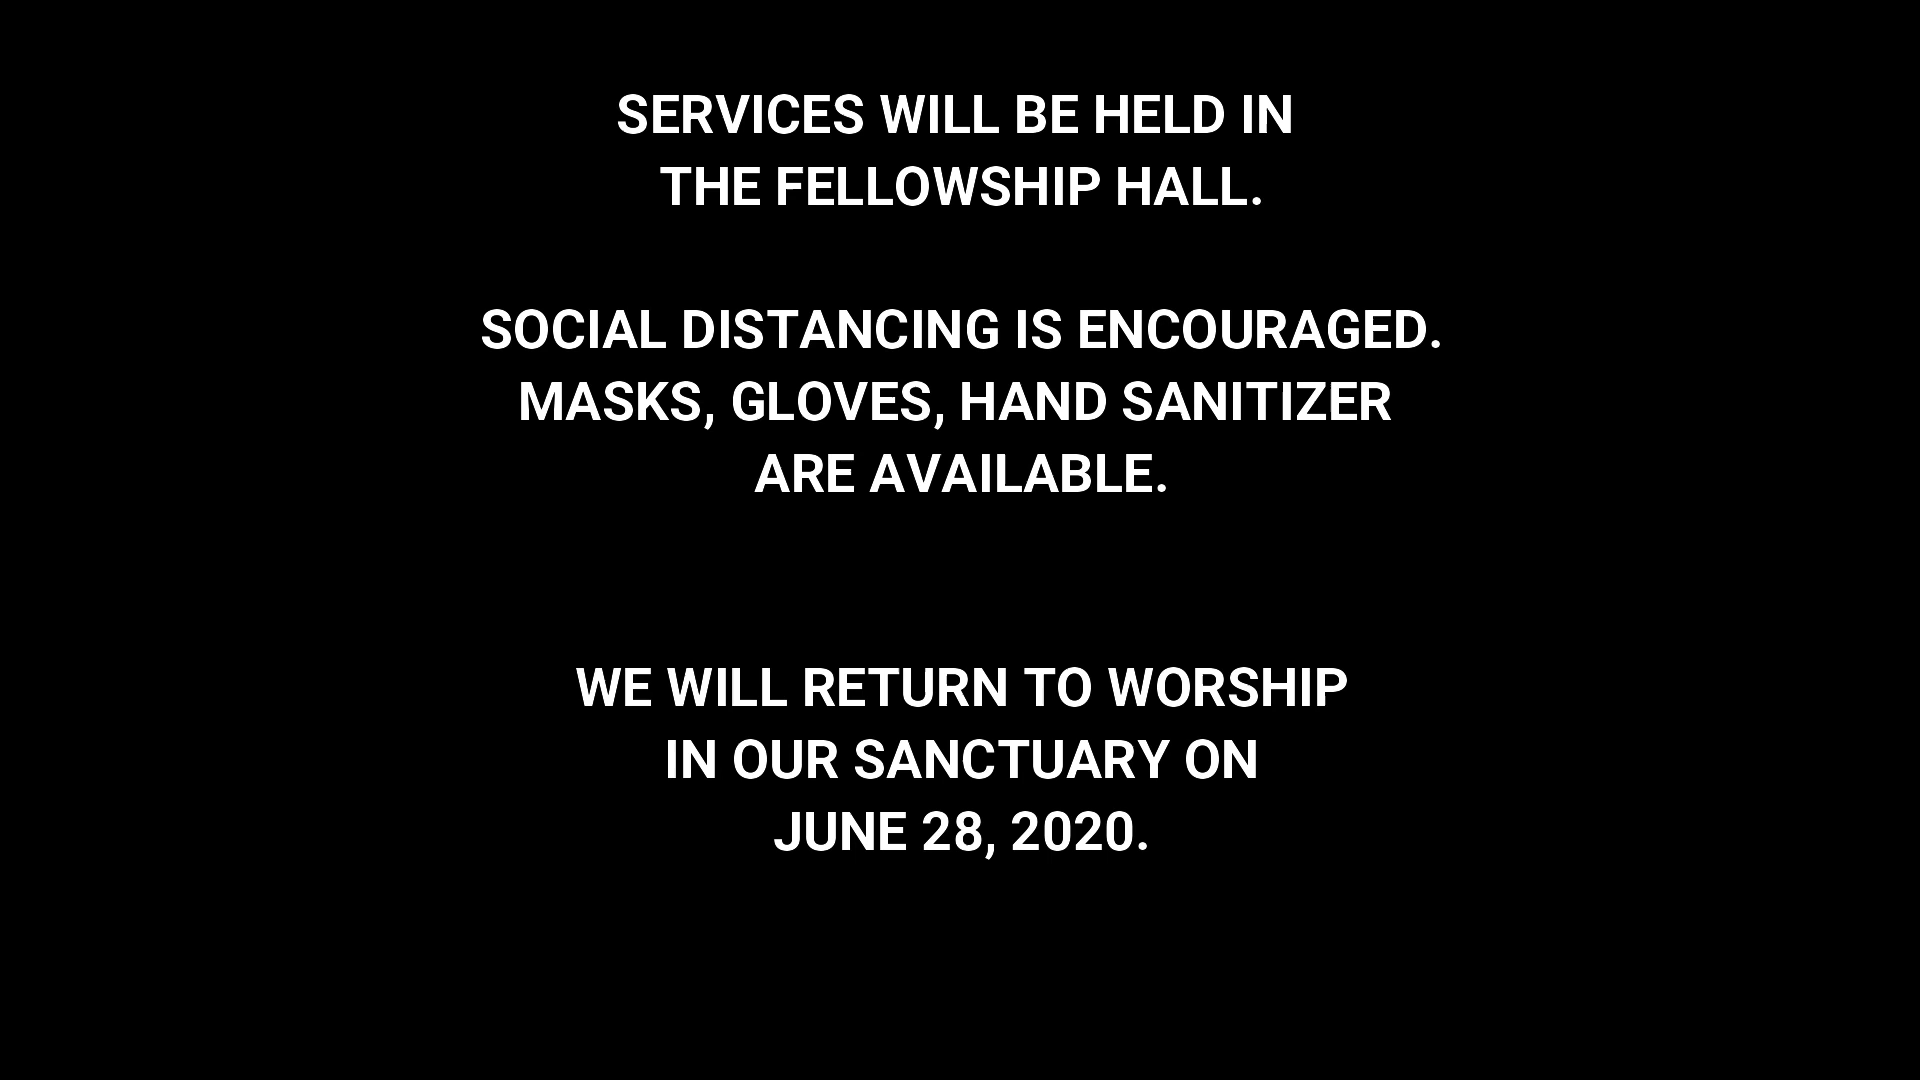 SERVICES WILL BE HELD IN
THE FELLOWSHIP HALL.
SOCIAL DISTANCING IS ENCOURAGED.
MASKS, GLOVES, HAND SANITIZER
ARE AVAILABLE.
WE WILL RETURN TO WORSHIP
IN OUR SANCTUARY ON
JUNE 28, 2020.